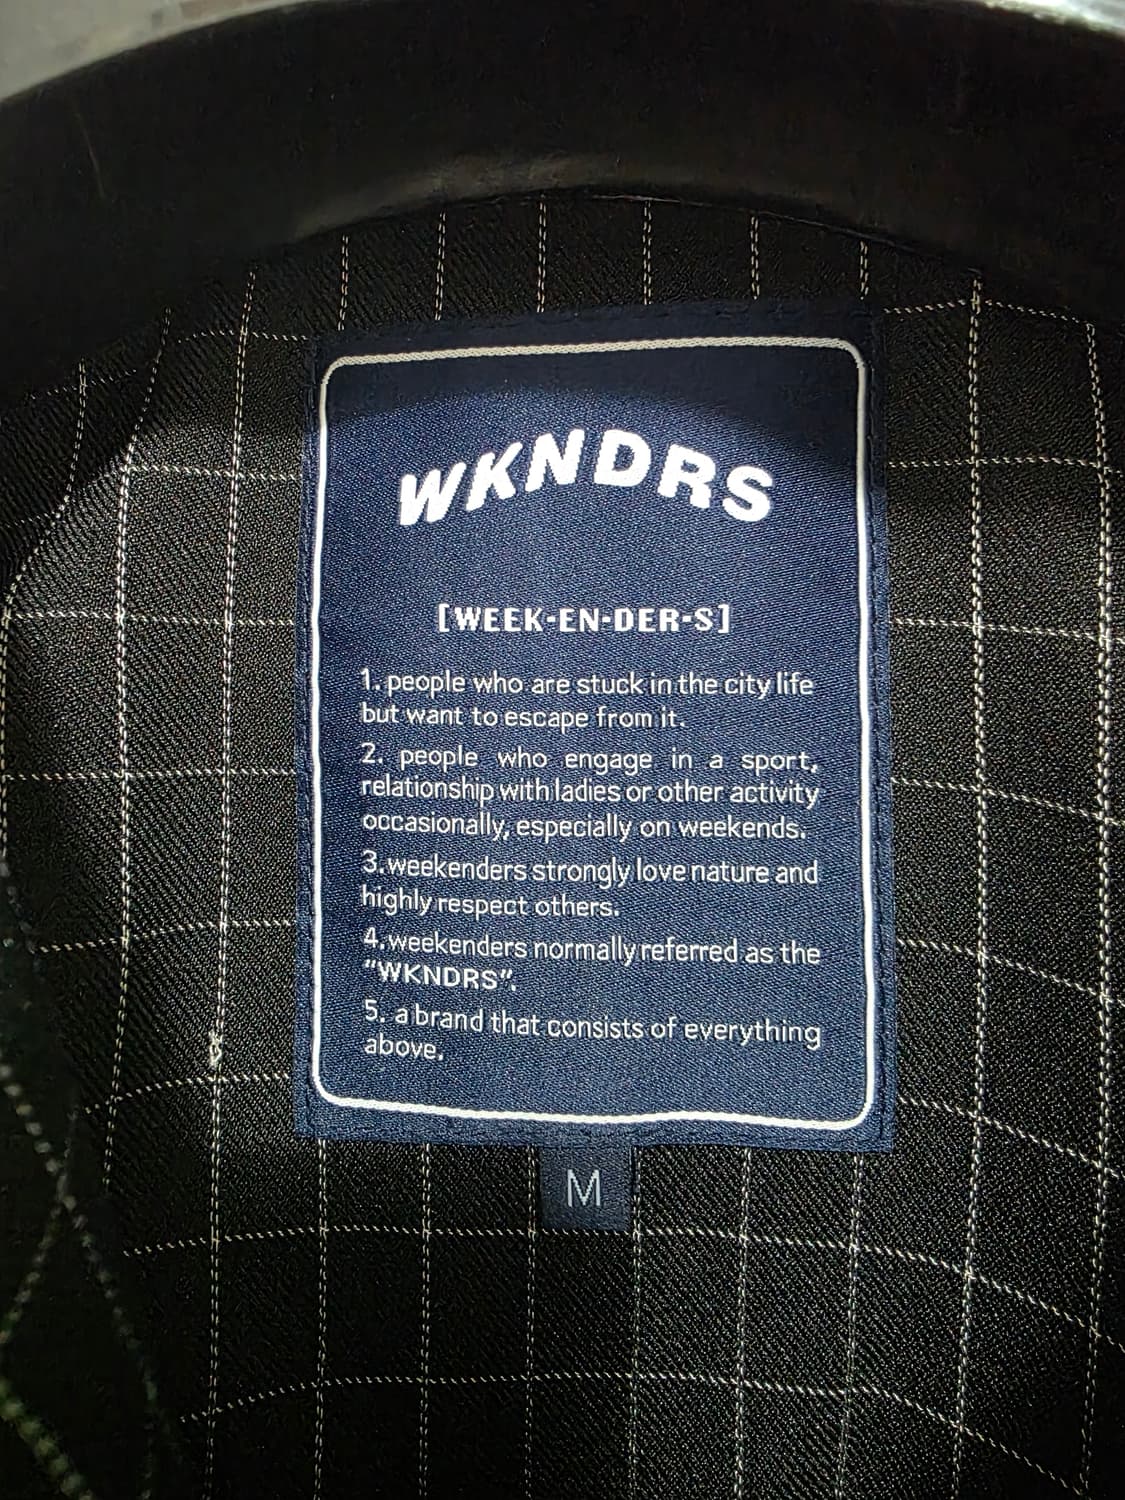 WKNDRS
[WEEK-EN-DER-S]
1. people who are stuck in the city life
but want to escape from it.
2. people who engage in a sport,
relationship with ladies or other activity
occasionally, especially on weekends.
3.weekenders strongly love nature and
highly respect others.
4.weekenders normally referred as the
"WKNDRS".
5. a brand that consists of everything
above.
M